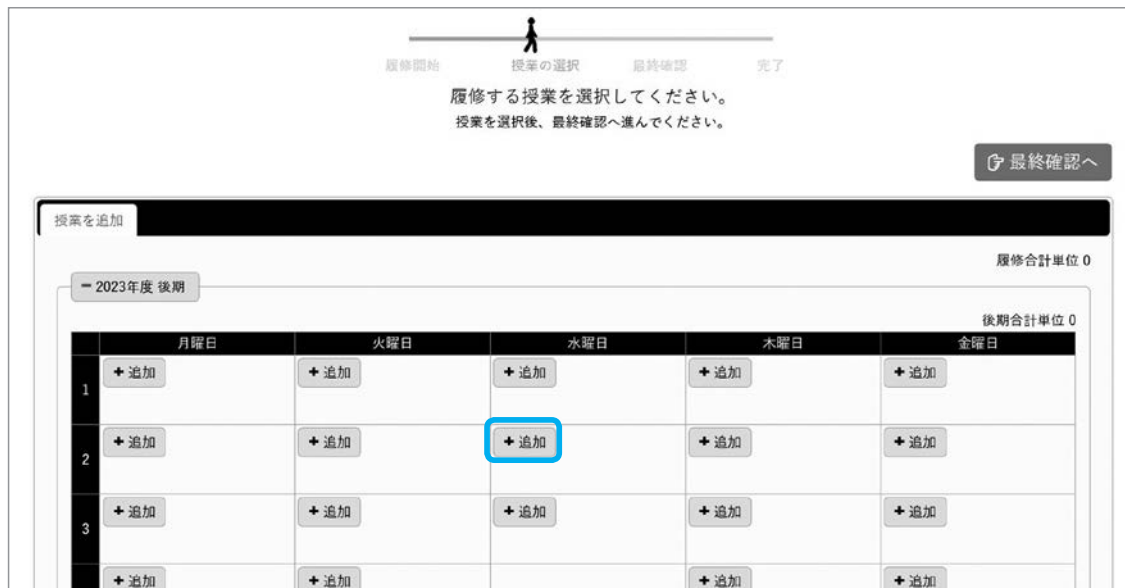 履修開始 授業の選択 最終確認 完了
履修する授業を選択してください。
授業を選択後、最終確認へ進んでください。
最終確認へ
授業を追加
履修合計単位 0
2023年度 後期
後期合計単位 0
月曜日 火曜日 水曜日 木曜日 金曜日
1 + 追加 + 追加 + 追加 + 追加 + 追加
2 + 追加 + 追加 + 追加 + 追加 + 追加
3 + 追加 + 追加 + 追加 + 追加 + 追加
+ 追加 + 追加 + 追加 + 追加